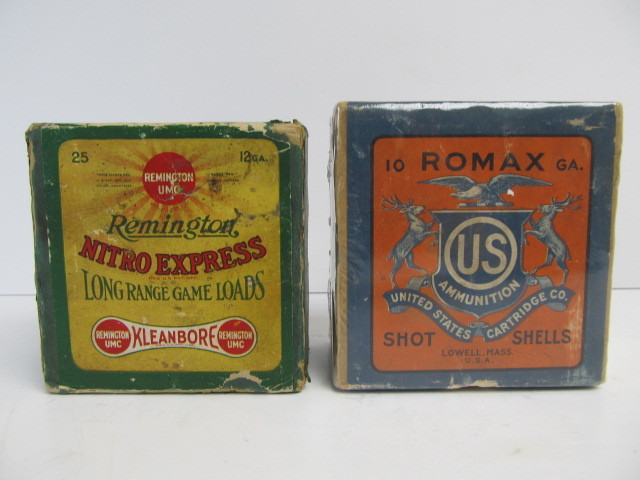 25 12 GA.
REMINGTON
UMC
Remington
NITRO EXPRESS
LONG RANGE GAME LOADS
REMINGTON
UMC
KLEANBORE
REMINGTON
UMC
10 ROMAX GA.
US
AMMUNITION
UNITED STATES CARTRIDGE CO.
SHOT SHELLS
LOWELL, MASS.
U.S.A.